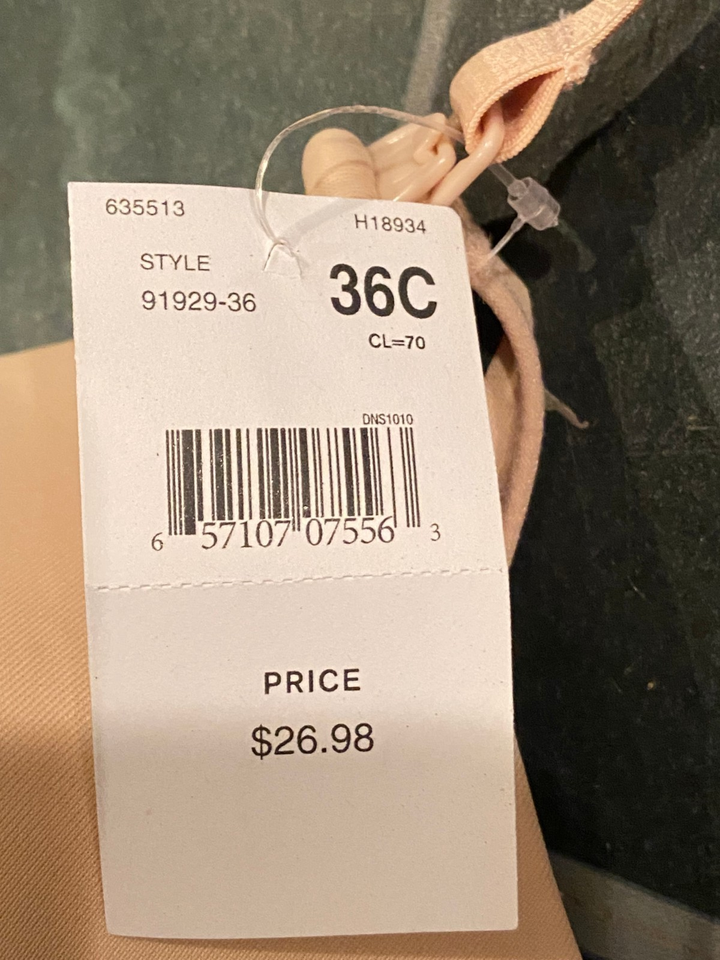 635513
H18934
STYLE
36C
91929-36
CL=70
DNS1010
6 57107 07556 3
PRICE
$26.98